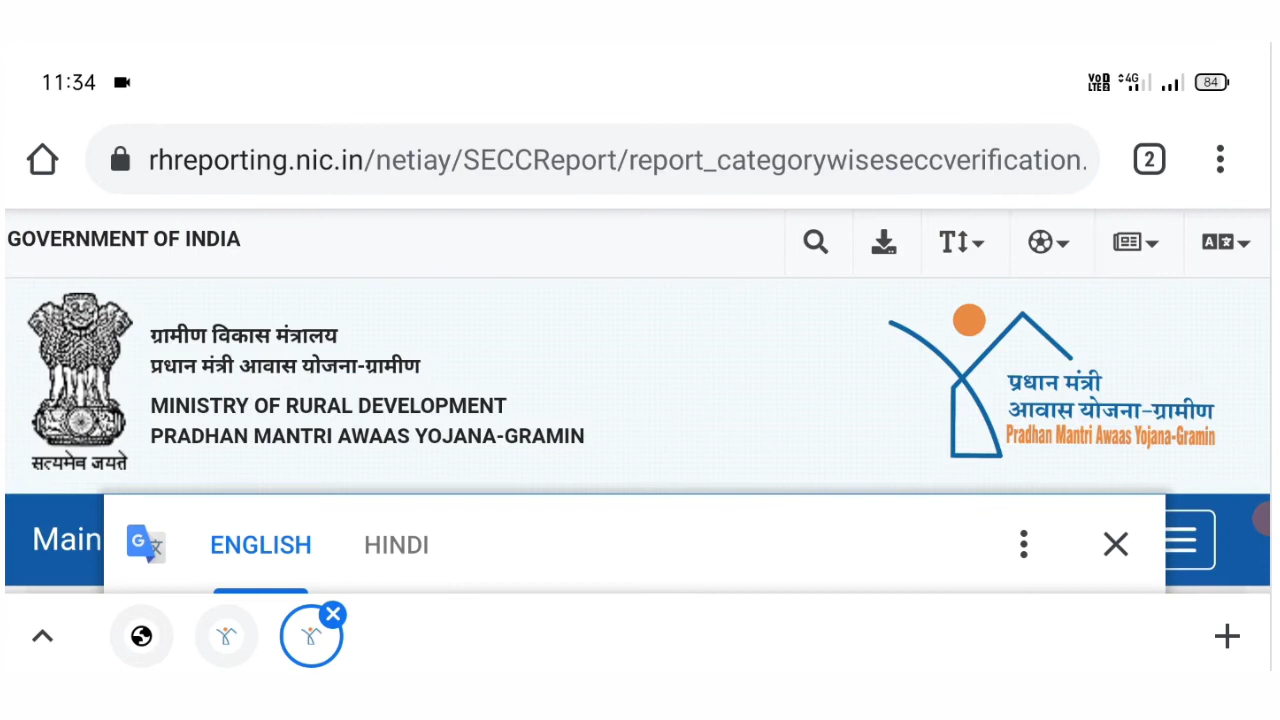 11:34
VoD LTE2 4G 84
rhreporting.nic.in/netiay/SECCReport/report_categorywiseseccverification.
2
GOVERNMENT OF INDIA
ग्रामीण विकास मंत्रालय
प्रधान मंत्री आवास योजना-ग्रामीण
MINISTRY OF RURAL DEVELOPMENT
PRADHAN MANTRI AWAAS YOJANA-GRAMIN
सत्यमेव जयते
प्रधान मंत्री
आवास योजना-ग्रामीण
Pradhan Mantri Awaas Yojana-Gramin
Main
ENGLISH HINDI